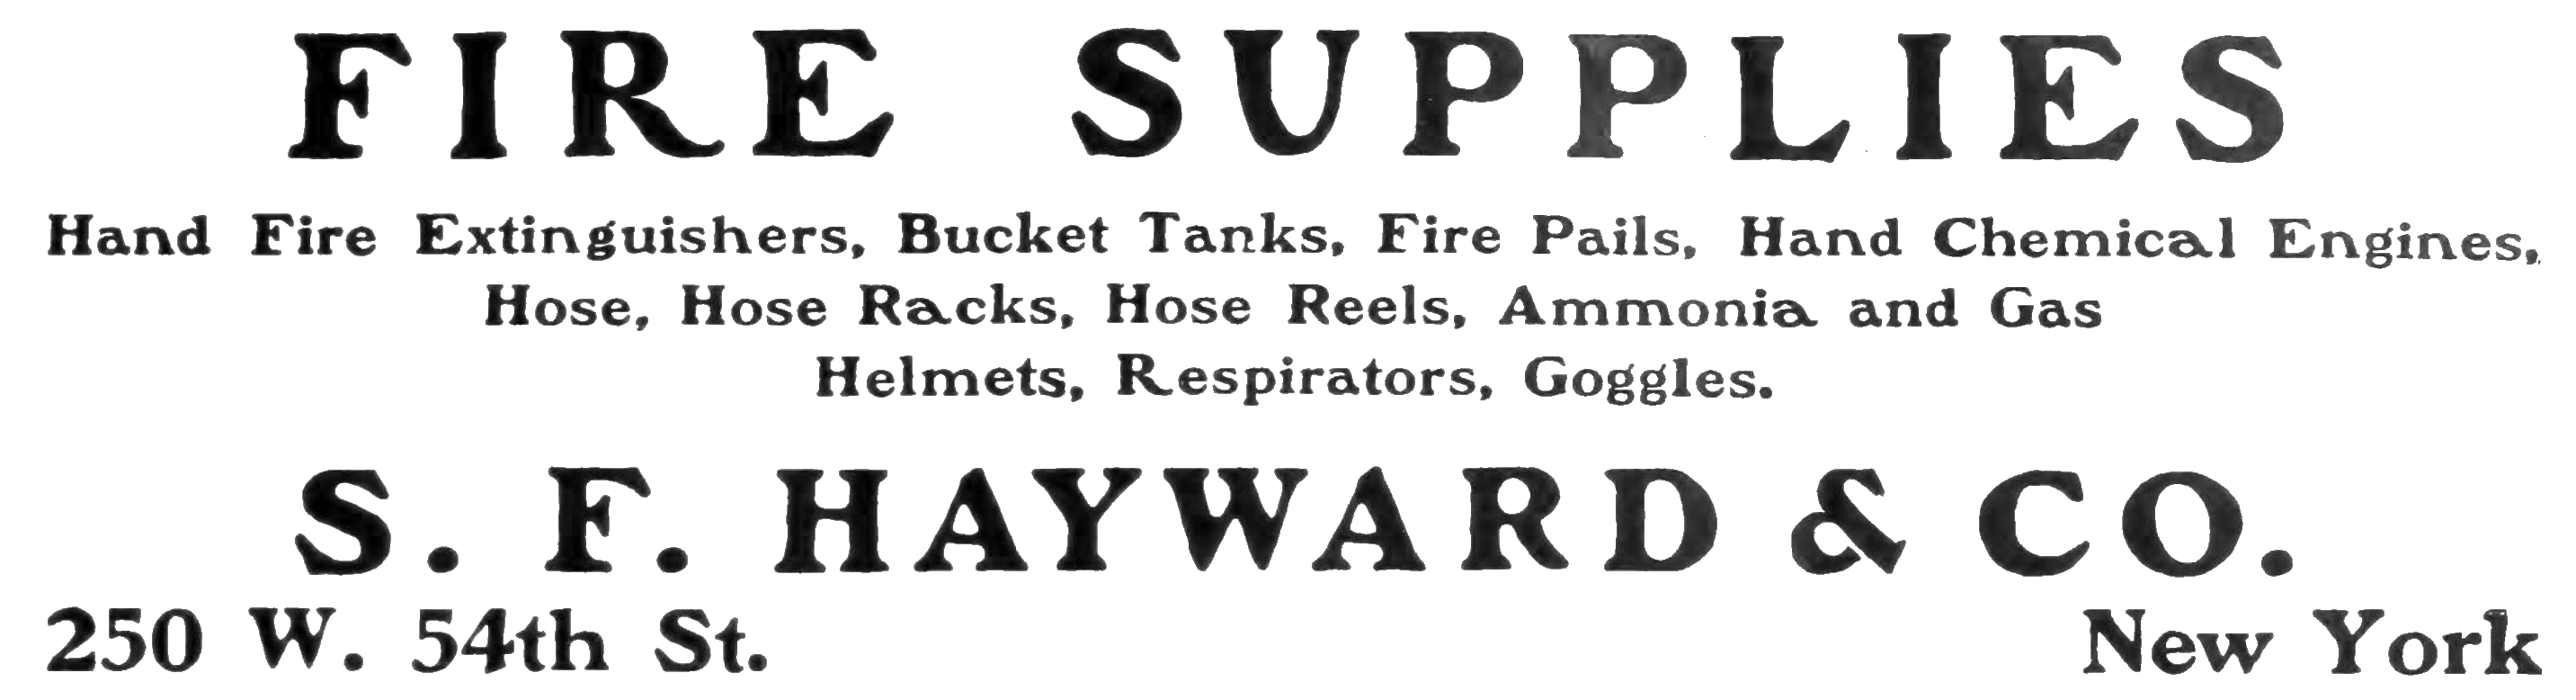 FIRE SUPPLIES
Hand Fire Extinguishers, Bucket Tanks, Fire Pails, Hand Chemical Engines,
Hose, Hose Racks, Hose Reels, Ammonia and Gas
Helmets, Respirators, Goggles.
S. F. HAYWARD & CO.
250 W. 54th St. New York